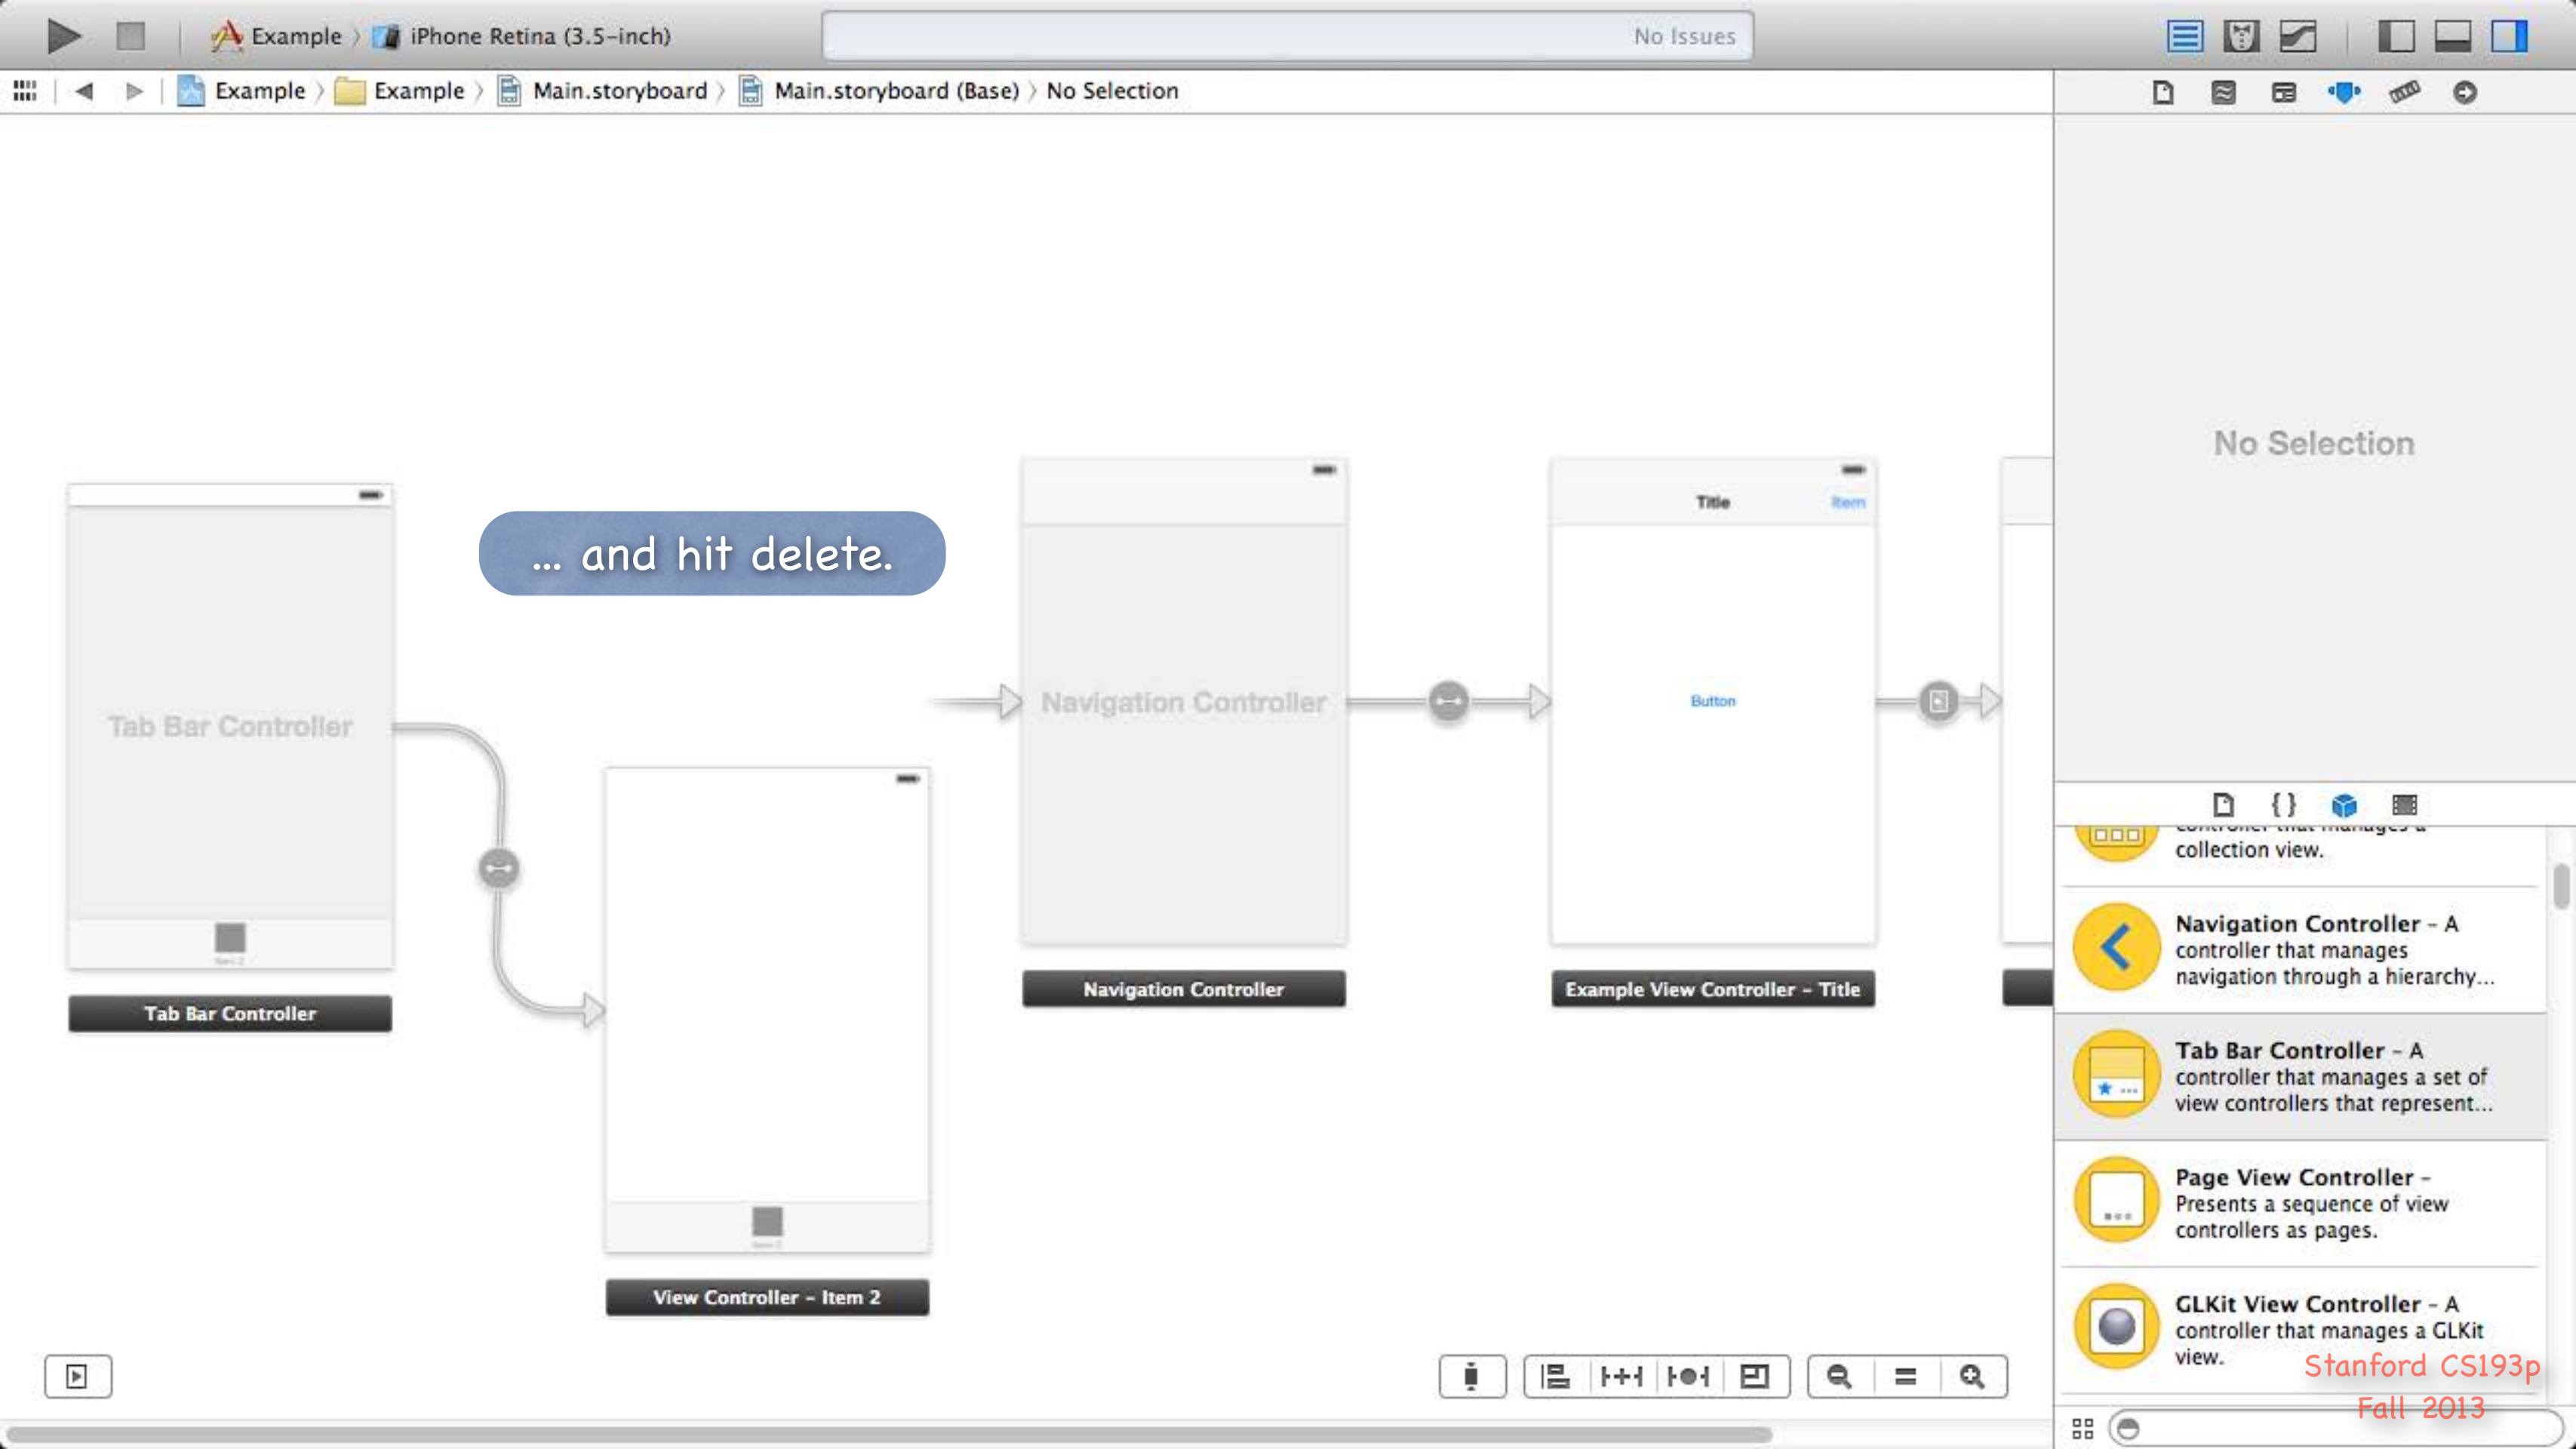 Example 〉 iPhone Retina (3.5-inch)
No Issues
Example 〉 Example 〉 Main.storyboard 〉 Main.storyboard (Base) 〉 No Selection
No Selection
Title
Item
... and hit delete.
Tab Bar Controller
Navigation Controller
Button
Tab Bar Controller
Navigation Controller
Example View Controller - Title
View Controller - Item 2
collection view.
Navigation Controller - A
controller that manages
navigation through a hierarchy...
Tab Bar Controller - A
controller that manages a set of
view controllers that represent...
Page View Controller -
Presents a sequence of view
controllers as pages.
GLKit View Controller - A
controller that manages a GLKit
view.
Stanford CS193p
Fall 2013